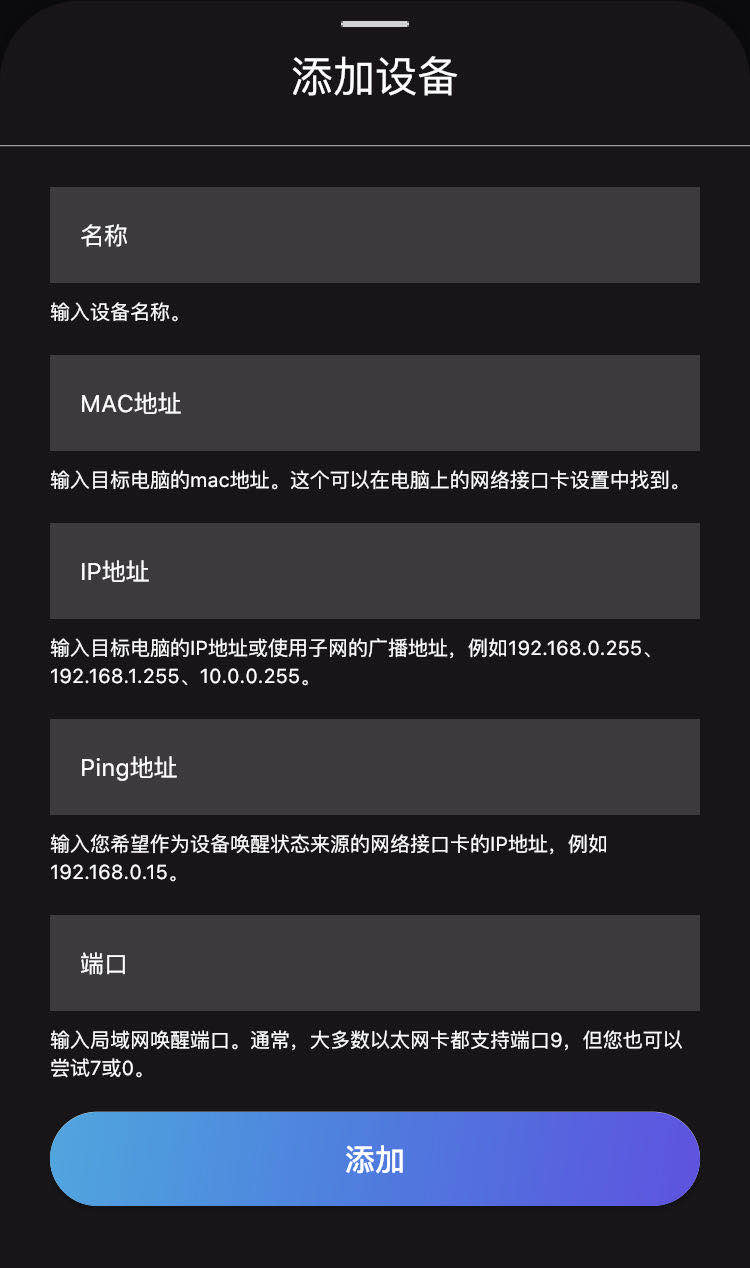 添加设备
名称
输入设备名称。
MAC地址
输入目标电脑的mac地址。这个可以在电脑上的网络接口卡设置中找到。
IP地址
输入目标电脑的IP地址或使用子网的广播地址，例如192.168.0.255、
192.168.1.255、10.0.0.255。
Ping地址
输入您希望作为设备唤醒状态来源的网络接口卡的IP地址，例如
192.168.0.15。
端口
输入局域网唤醒端口。通常，大多数以太网卡都支持端口9，但您也可以
尝试7或0。
添加